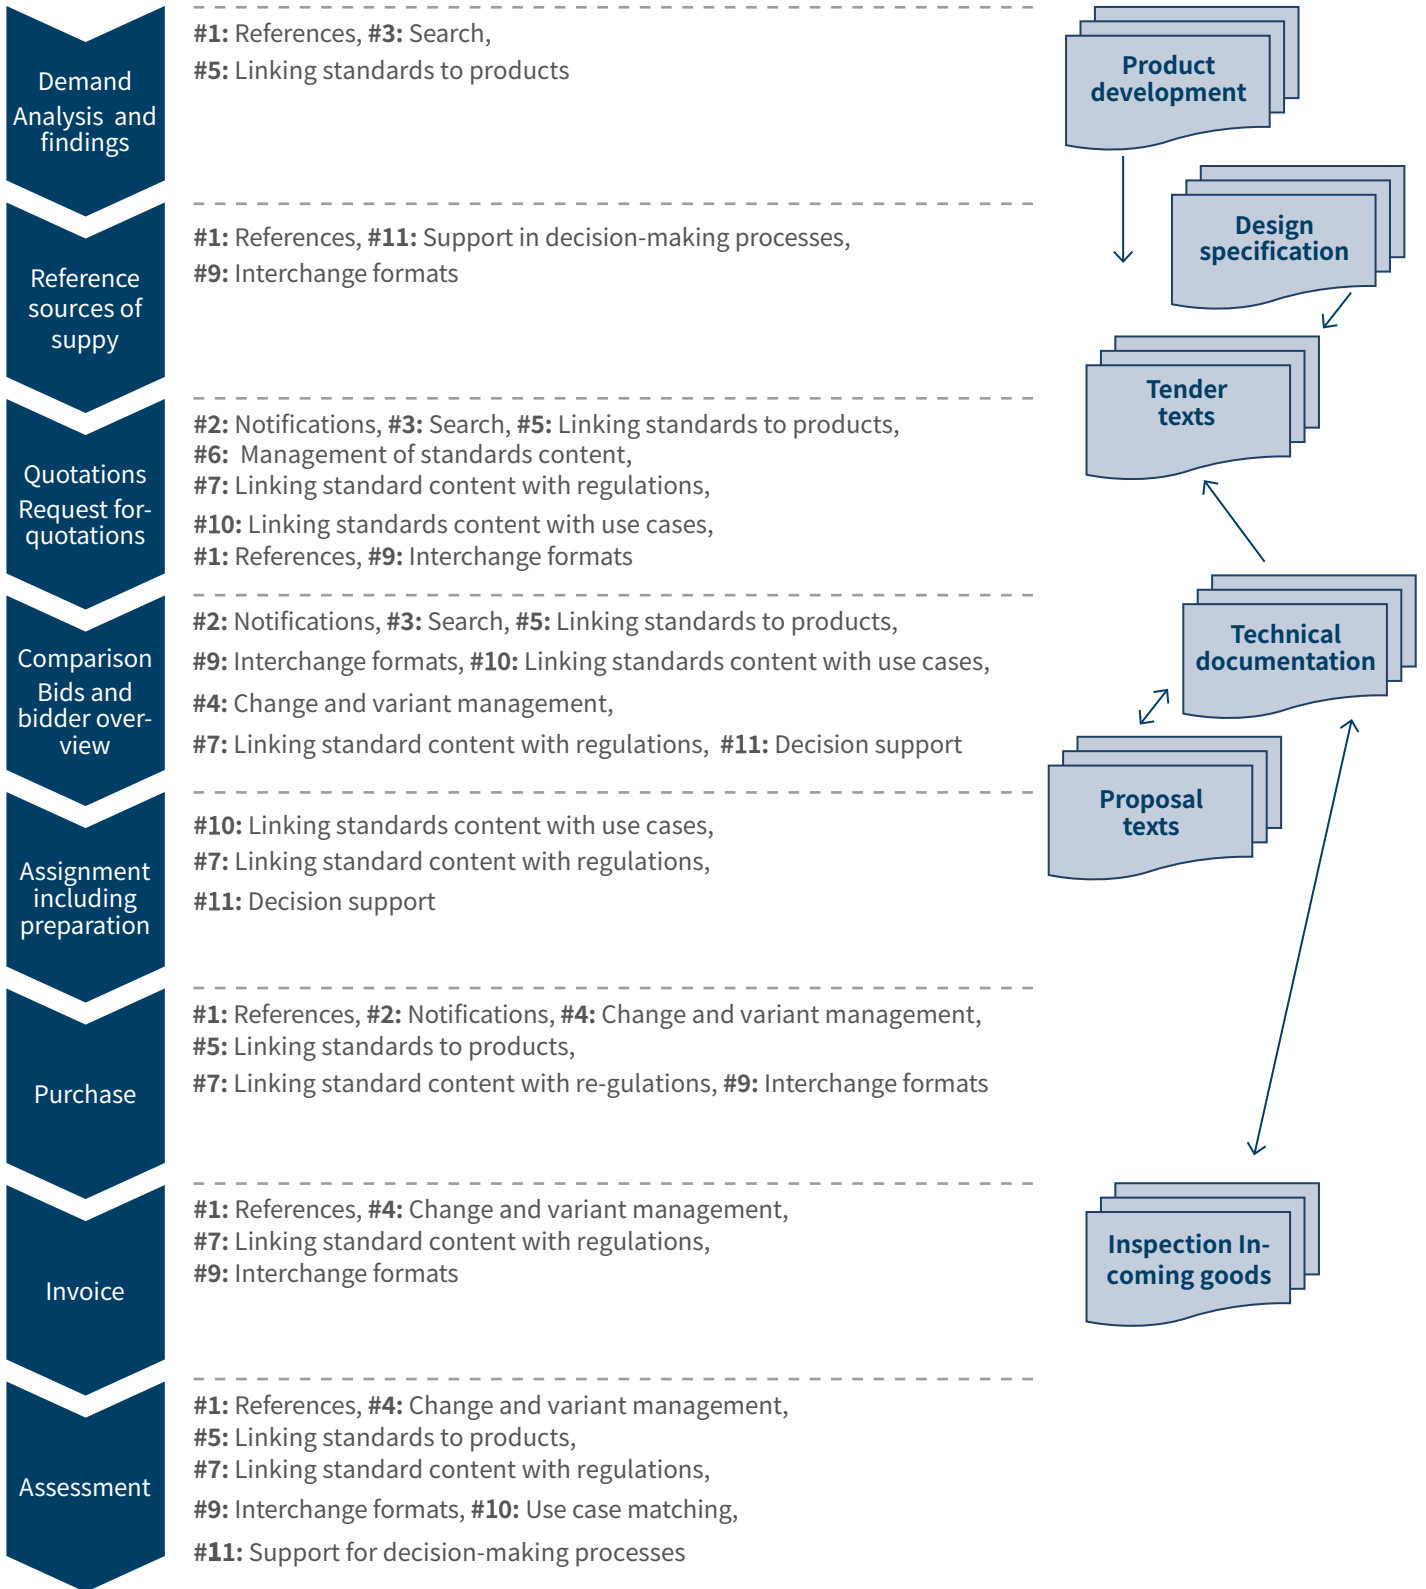 Demand
Analysis and
findings
#1: References, #3: Search,
#5: Linking standards to products
Reference
sources of
suppy
#1: References, #11: Support in decision-making processes,
#9: Interchange formats
Quotations
Request for-
quotations
#2: Notifications, #3: Search, #5: Linking standards to products,
#6: Management of standards content,
#7: Linking standard content with regulations,
#10: Linking standards content with use cases,
#1: References, #9: Interchange formats
Comparison
Bids and
bidder over-
view
#2: Notifications, #3: Search, #5: Linking standards to products,
#9: Interchange formats, #10: Linking standards content with use cases,
#4: Change and variant management,
#7: Linking standard content with regulations, #11: Decision support
Assignment
including
preparation
#10: Linking standards content with use cases,
#7: Linking standard content with regulations,
#11: Decision support
Purchase
#1: References, #2: Notifications, #4: Change and variant management,
#5: Linking standards to products,
#7: Linking standard content with re-gulations, #9: Interchange formats
Invoice
#1: References, #4: Change and variant management,
#7: Linking standard content with regulations,
#9: Interchange formats
Assessment
#1: References, #4: Change and variant management,
#5: Linking standards to products,
#7: Linking standard content with regulations,
#9: Interchange formats, #10: Use case matching,
#11: Support for decision-making processes
Product
development
Design
specification
Tender
texts
Technical
documentation
Proposal
texts
Inspection In-
coming goods